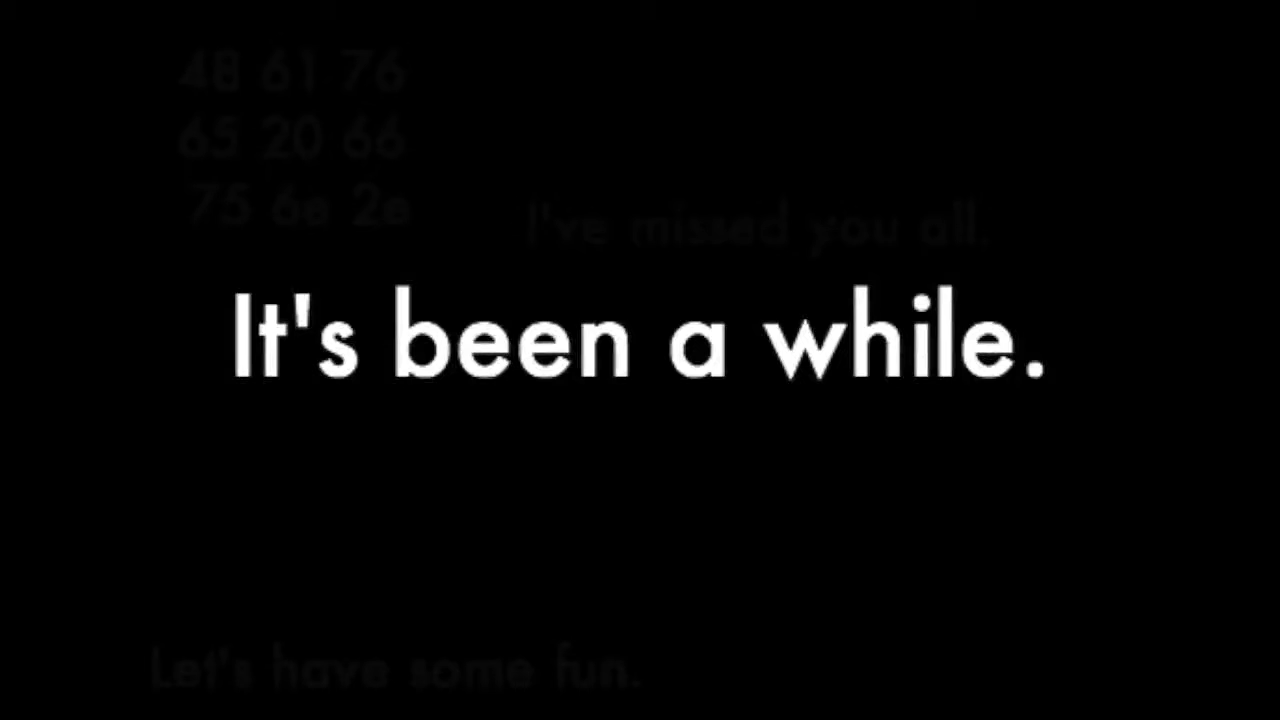 48 61 76
65 20 66
75 6e 2e
I've missed you all.
It's been a while.
Let's have some fun.